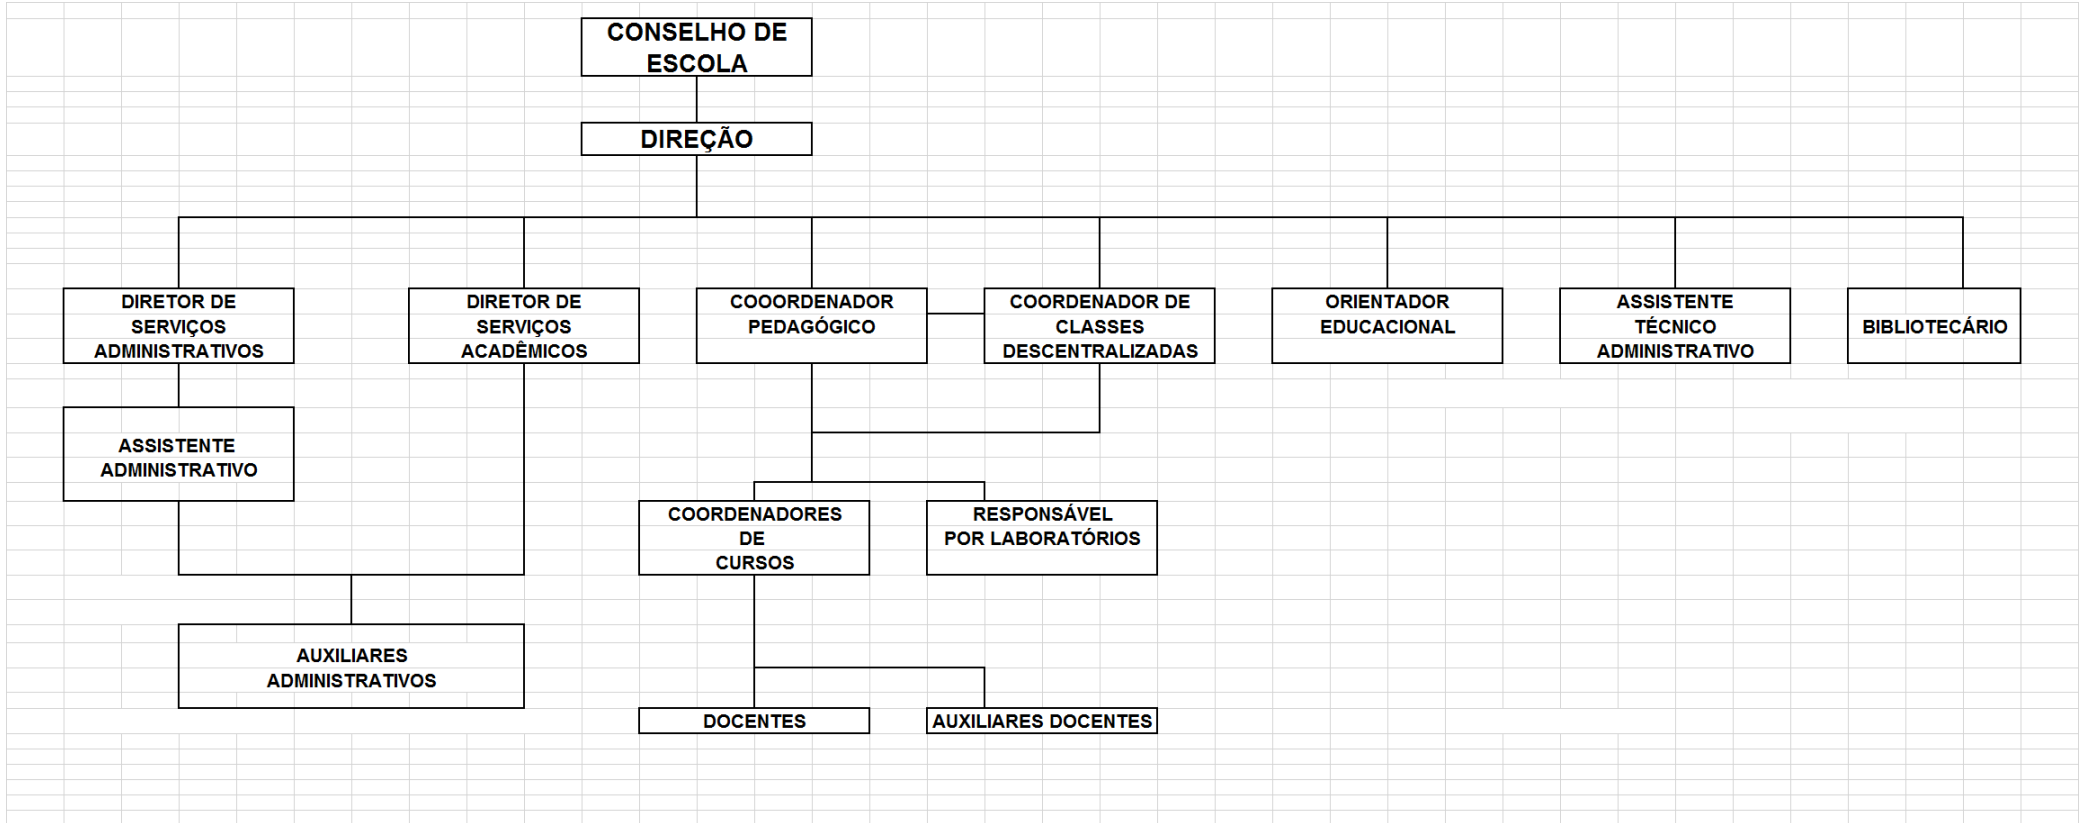 CONSELHO DE
ESCOLA
DIREÇÃO
DIRETOR DE
SERVIÇOS
ADMINISTRATIVOS
DIRETOR DE
SERVIÇOS
ACADÊMICOS
COOORDENADOR
PEDAGÓGICO
COORDENADOR DE
CLASSES
DESCENTRALIZADAS
ORIENTADOR
EDUCACIONAL
ASSISTENTE
TÉCNICO
ADMINISTRATIVO
BIBLIOTECÁRIO
ASSISTENTE
ADMINISTRATIVO
COORDENADORES
DE
CURSOS
RESPONSÁVEL
POR LABORATÓRIOS
AUXILIARES
ADMINISTRATIVOS
DOCENTES
AUXILIARES DOCENTES